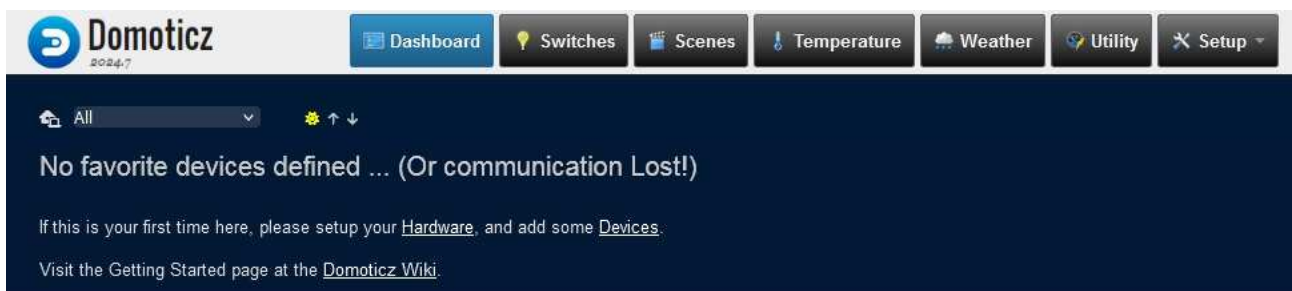 Domoticz
2024.7
Dashboard Switches Scenes Temperature Weather Utility Setup
All
No favorite devices defined ... (Or communication Lost!)
If this is your first time here, please setup your Hardware, and add some Devices.
Visit the Getting Started page at the Domoticz Wiki.